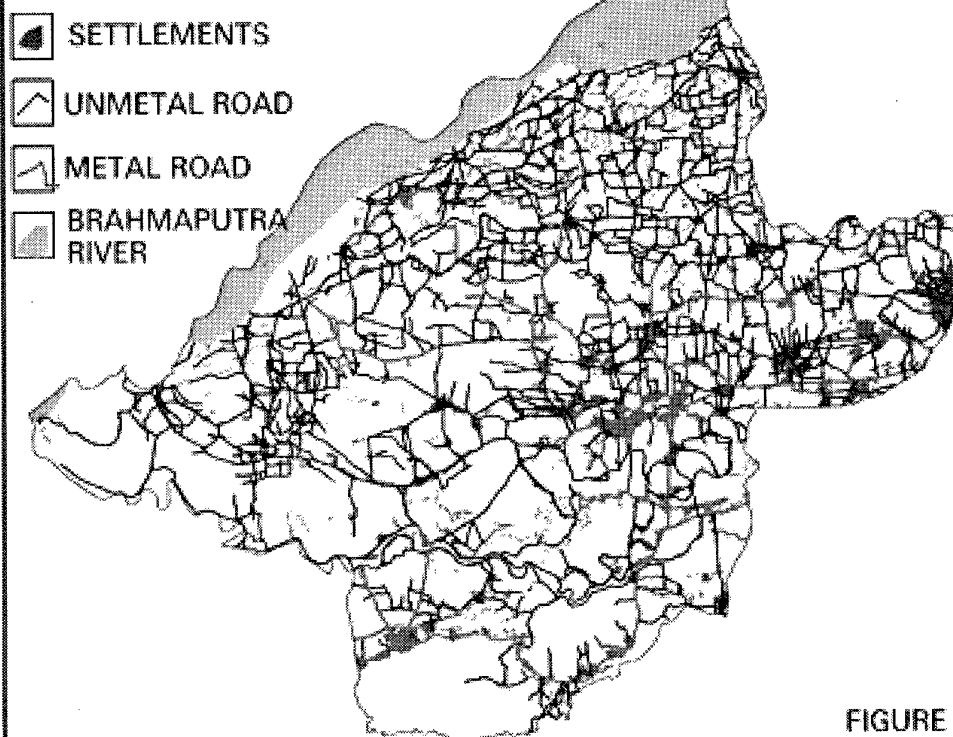 SETTLEMENTS
UNMETAL ROAD
METAL ROAD
BRAHMAPUTRA
RIVER
FIGURE